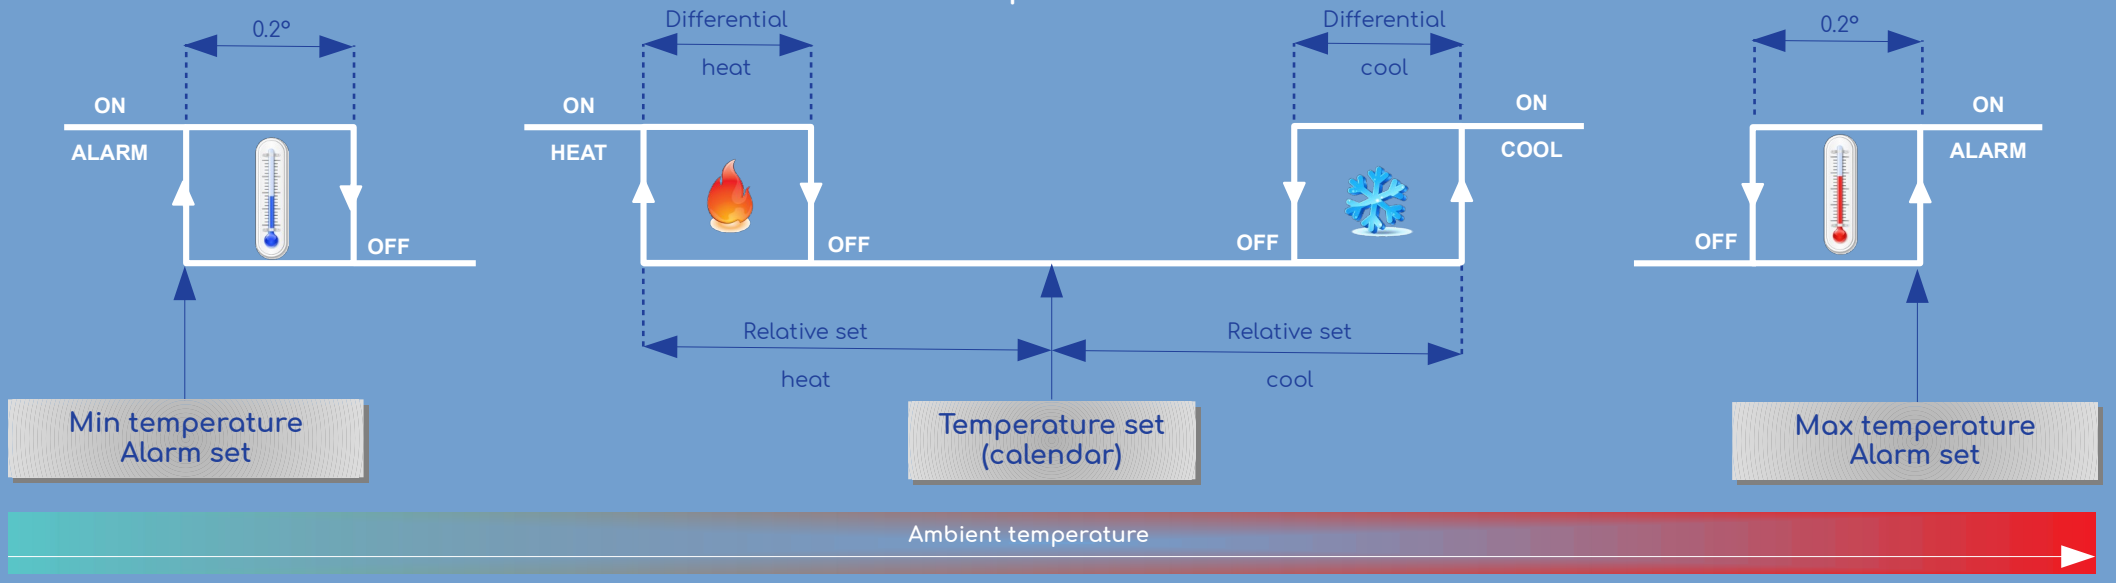 0.2°
Differential
heat
Differential
cool
0.2°
ON
ALARM
OFF
ON
HEAT
OFF
ON
COOL
OFF
ON
ALARM
OFF
Relative set
heat
Relative set
cool
Min temperature
Alarm set
Temperature set
(calendar)
Max temperature
Alarm set
Ambient temperature